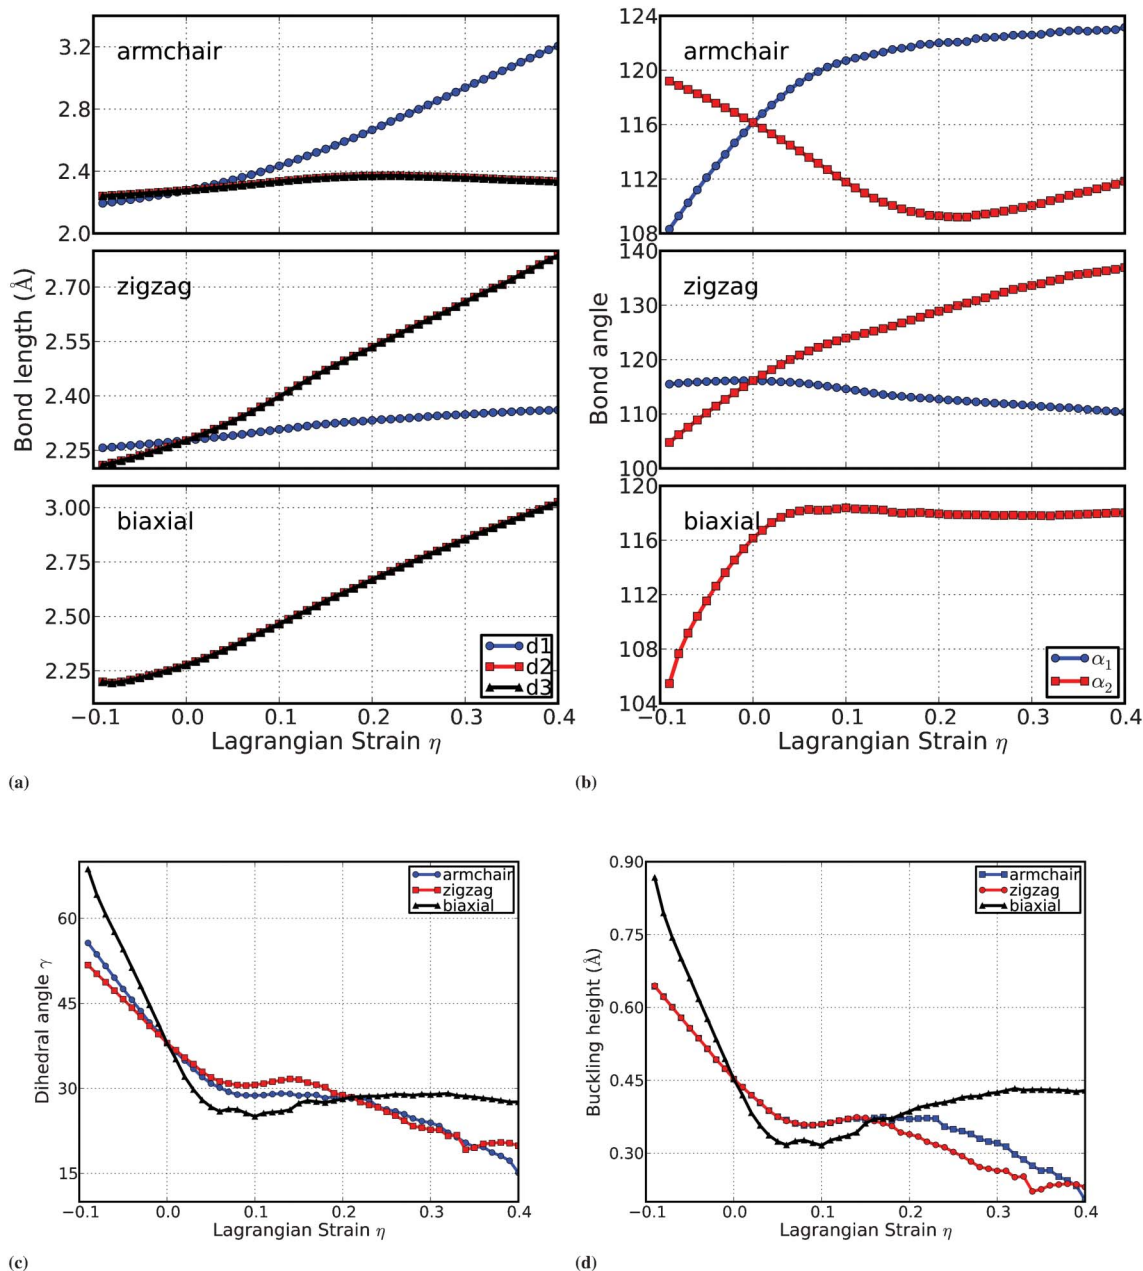 armchair
3.2
2.8
2.4
2.0
zigzag
2.70
2.55
2.40
2.25
biaxial
3.00
2.75
2.50
2.25
d1
d2
d3
Bond length (Å)
−0.1 0.0 0.1 0.2 0.3 0.4
Lagrangian Strain η
(a)
armchair
124
120
116
112
108
zigzag
140
130
120
110
100
biaxial
120
116
112
108
104
α1
α2
Bond angle
−0.1 0.0 0.1 0.2 0.3 0.4
Lagrangian Strain η
(b)
armchair
zigzag
biaxial
60
45
30
15
Dihedral angle γ
−0.1 0.0 0.1 0.2 0.3 0.4
Lagrangian Strain η
(c)
armchair
zigzag
biaxial
0.90
0.75
0.60
0.45
0.30
Buckling height (Å)
−0.1 0.0 0.1 0.2 0.3 0.4
Lagrangian Strain η
(d)